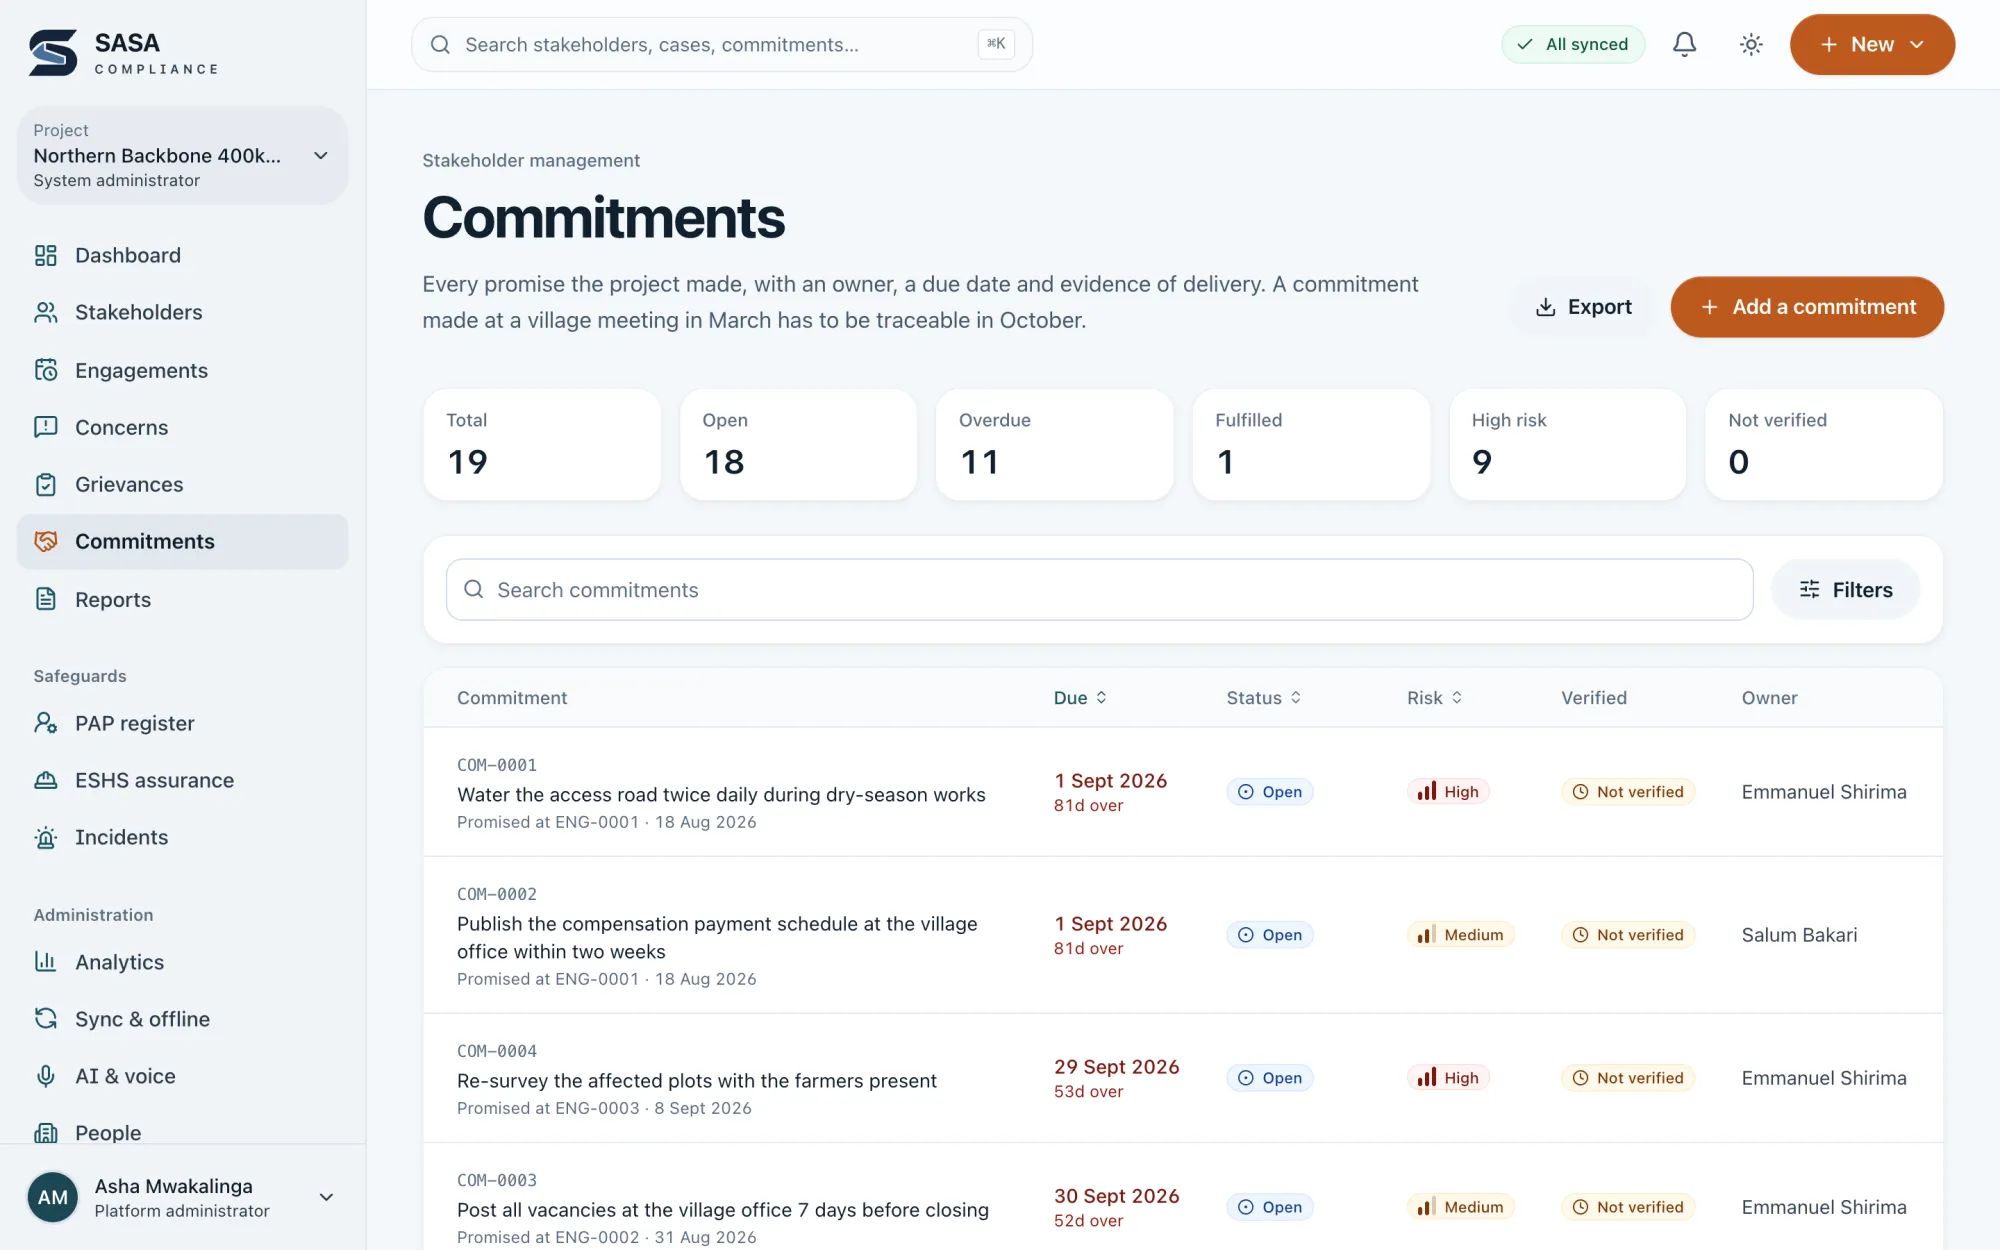 SASA
COMPLIANCE
Project
Northern Backbone 400k...
System administrator
Dashboard
Stakeholders
Engagements
Concerns
Grievances
Commitments
Reports
Safeguards
PAP register
ESHS assurance
Incidents
Administration
Analytics
Sync & offline
AI & voice
People
AM
Asha Mwakalinga
Platform administrator
Search stakeholders, cases, commitments...
⌘K
All synced
New
Stakeholder management
Commitments
Every promise the project made, with an owner, a due date and evidence of delivery. A commitment
made at a village meeting in March has to be traceable in October.
Export
Add a commitment
Total
19
Open
18
Overdue
11
Fulfilled
1
High risk
9
Not verified
0
Search commitments
Filters
Commitment Due Status Risk Verified Owner
COM-0001
Water the access road twice daily during dry-season works
Promised at ENG-0001 · 18 Aug 2026
1 Sept 2026
81d over
Open
High
Not verified
Emmanuel Shirima
COM-0002
Publish the compensation payment schedule at the village
office within two weeks
Promised at ENG-0001 · 18 Aug 2026
1 Sept 2026
81d over
Open
Medium
Not verified
Salum Bakari
COM-0004
Re-survey the affected plots with the farmers present
Promised at ENG-0003 · 8 Sept 2026
29 Sept 2026
53d over
Open
High
Not verified
Emmanuel Shirima
COM-0003
Post all vacancies at the village office 7 days before closing
Promised at ENG-0002 · 31 Aug 2026
30 Sept 2026
52d over
Open
Medium
Not verified
Emmanuel Shirima